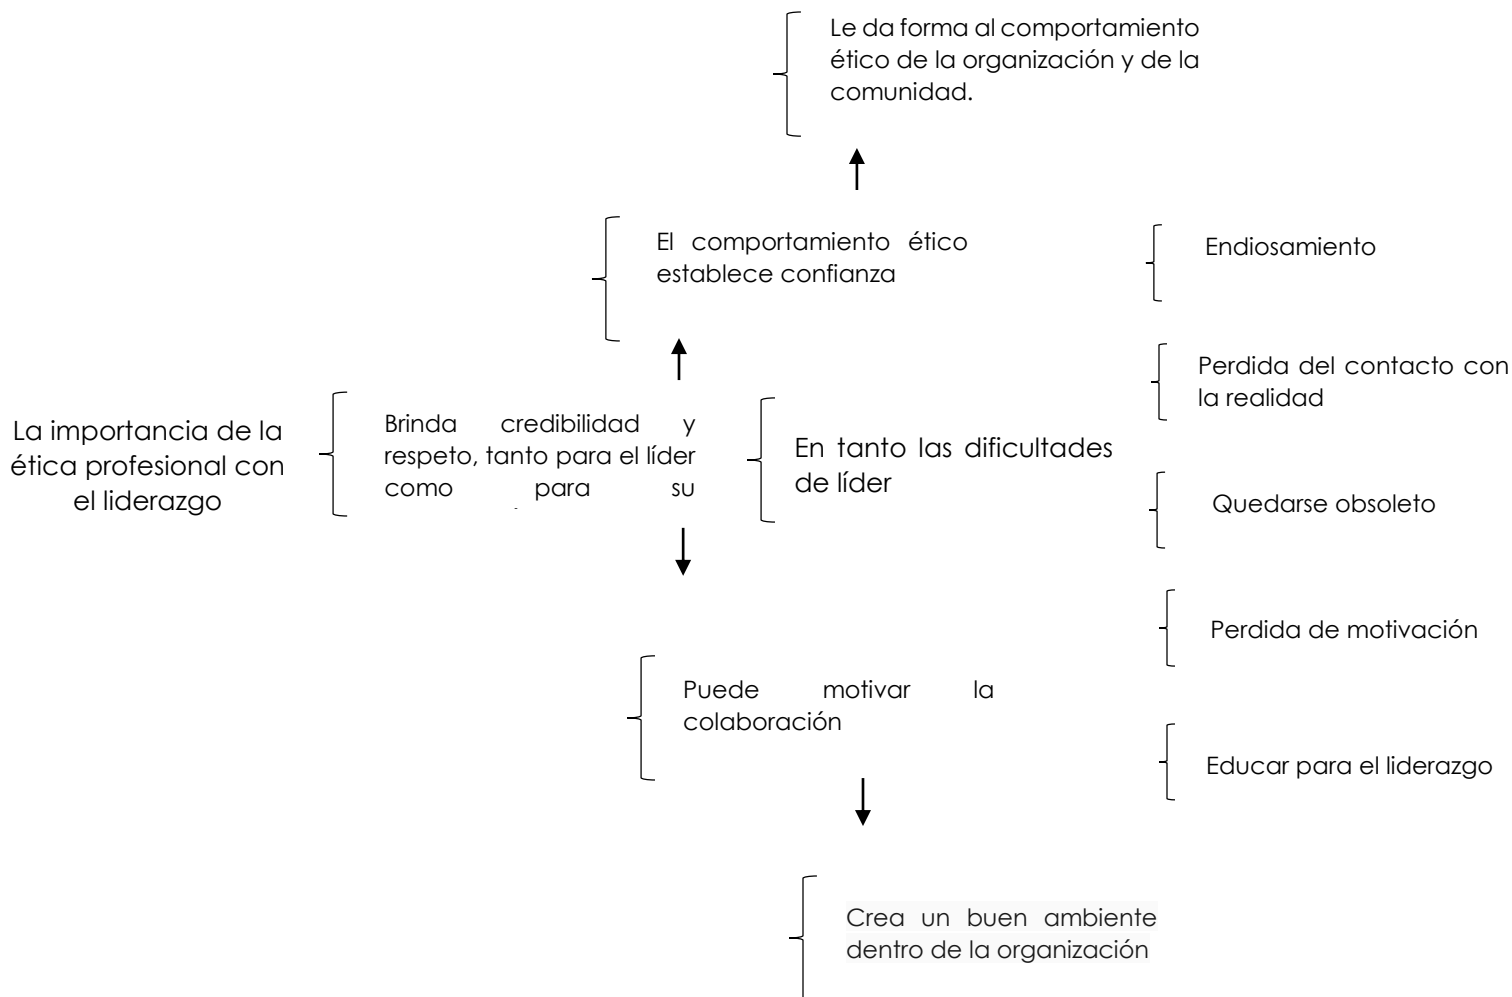 Le da forma al comportamiento
ético de la organización y de la
comunidad.
El comportamiento ético
establece confianza
Endiosamiento
Perdida del contacto con
la realidad
La importancia de la
ética profesional con
el liderazgo
Brinda credibilidad y
respeto, tanto para el líder
como para su
En tanto las dificultades
de líder
Quedarse obsoleto
Perdida de motivación
Puede motivar la
colaboración
Educar para el liderazgo
Crea un buen ambiente
dentro de la organización